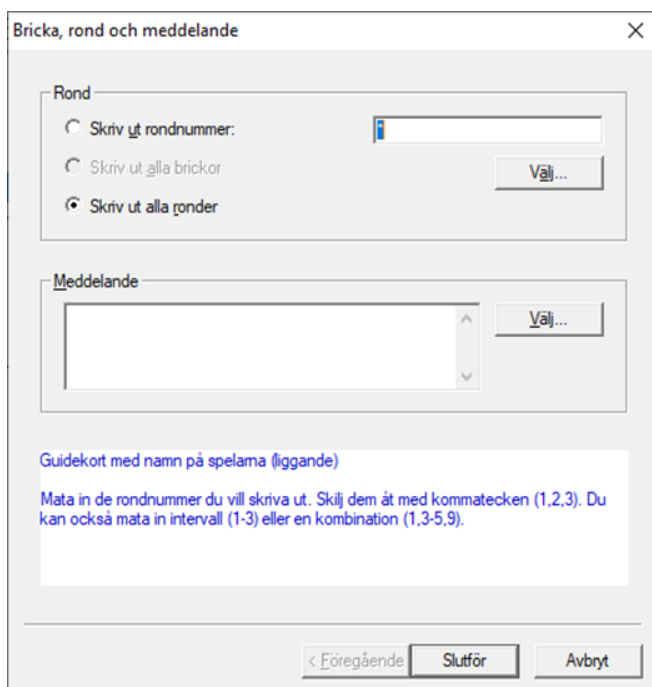 Bricka, rond och meddelande
Rond
Skriv ut rondnummer:
*
Skriv ut alla brickor
Välj...
Skriv ut alla ronder
Meddelande
Välj...
Guidekort med namn på spelarna (liggande)
Mata in de rondnummer du vill skriva ut. Skilj dem åt med kommatecken (1,2,3). Du
kan också mata in intervall (1-3) eller en kombination (1,3-5,9).
< Föregående
Slutför
Avbryt